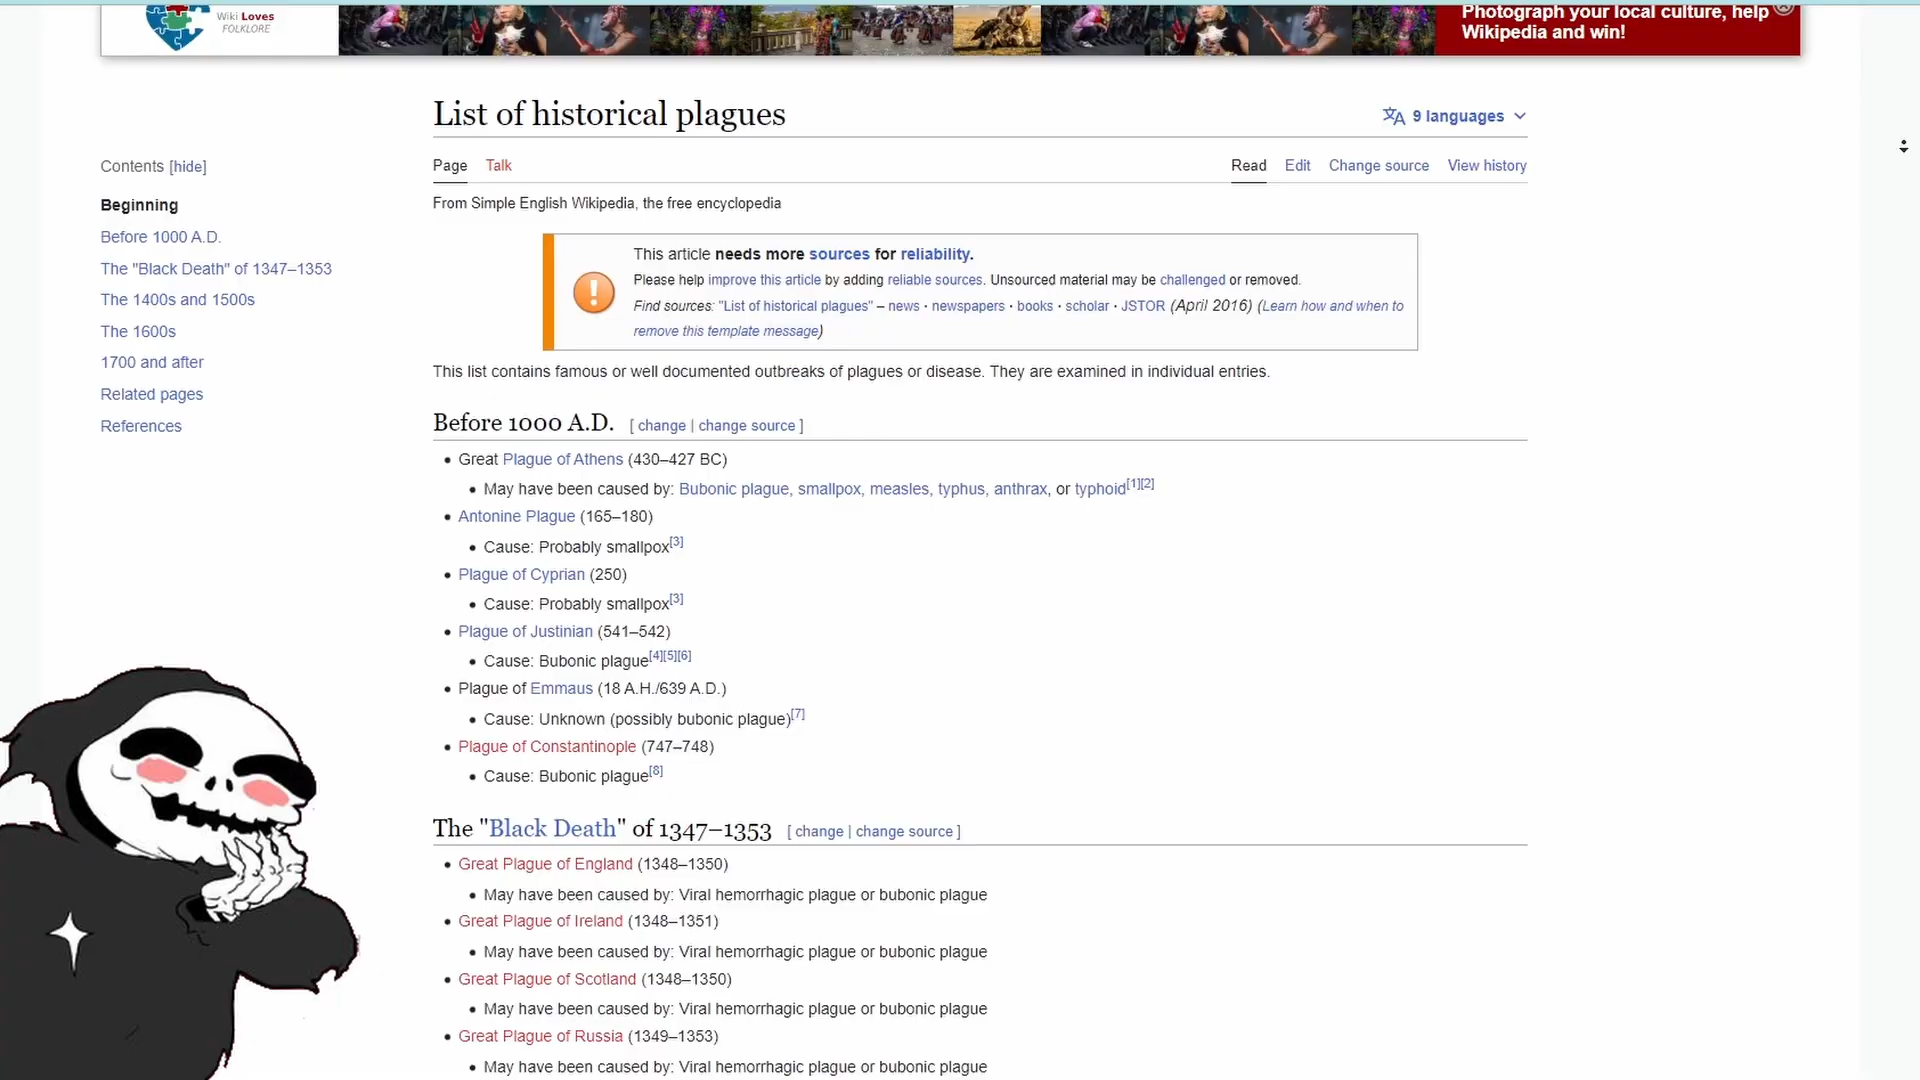 Wiki Loves
FOLKLORE
Photograph your local culture, help
Wikipedia and win!
List of historical plagues
9 languages
Contents [hide]
Beginning
Before 1000 A.D.
The "Black Death" of 1347–1353
The 1400s and 1500s
The 1600s
1700 and after
Related pages
References
Page Talk Read Edit Change source View history
From Simple English Wikipedia, the free encyclopedia
This article needs more sources for reliability.
Please help improve this article by adding reliable sources. Unsourced material may be challenged or removed.
Find sources: "List of historical plagues" – news · newspapers · books · scholar · JSTOR (April 2016) (Learn how and when to
remove this template message)
This list contains famous or well documented outbreaks of plagues or disease. They are examined in individual entries.
Before 1000 A.D. [ change | change source ]
• Great Plague of Athens (430–427 BC)
• May have been caused by: Bubonic plague, smallpox, measles, typhus, anthrax, or typhoid[1][2]
• Antonine Plague (165–180)
• Cause: Probably smallpox[3]
• Plague of Cyprian (250)
• Cause: Probably smallpox[3]
• Plague of Justinian (541–542)
• Cause: Bubonic plague[4][5][6]
• Plague of Emmaus (18 A.H./639 A.D.)
• Cause: Unknown (possibly bubonic plague)[7]
• Plague of Constantinople (747–748)
• Cause: Bubonic plague[8]
The "Black Death" of 1347–1353 [ change | change source ]
• Great Plague of England (1348–1350)
• May have been caused by: Viral hemorrhagic plague or bubonic plague
• Great Plague of Ireland (1348–1351)
• May have been caused by: Viral hemorrhagic plague or bubonic plague
• Great Plague of Scotland (1348–1350)
• May have been caused by: Viral hemorrhagic plague or bubonic plague
• Great Plague of Russia (1349–1353)
• May have been caused by: Viral hemorrhagic plague or bubonic plague